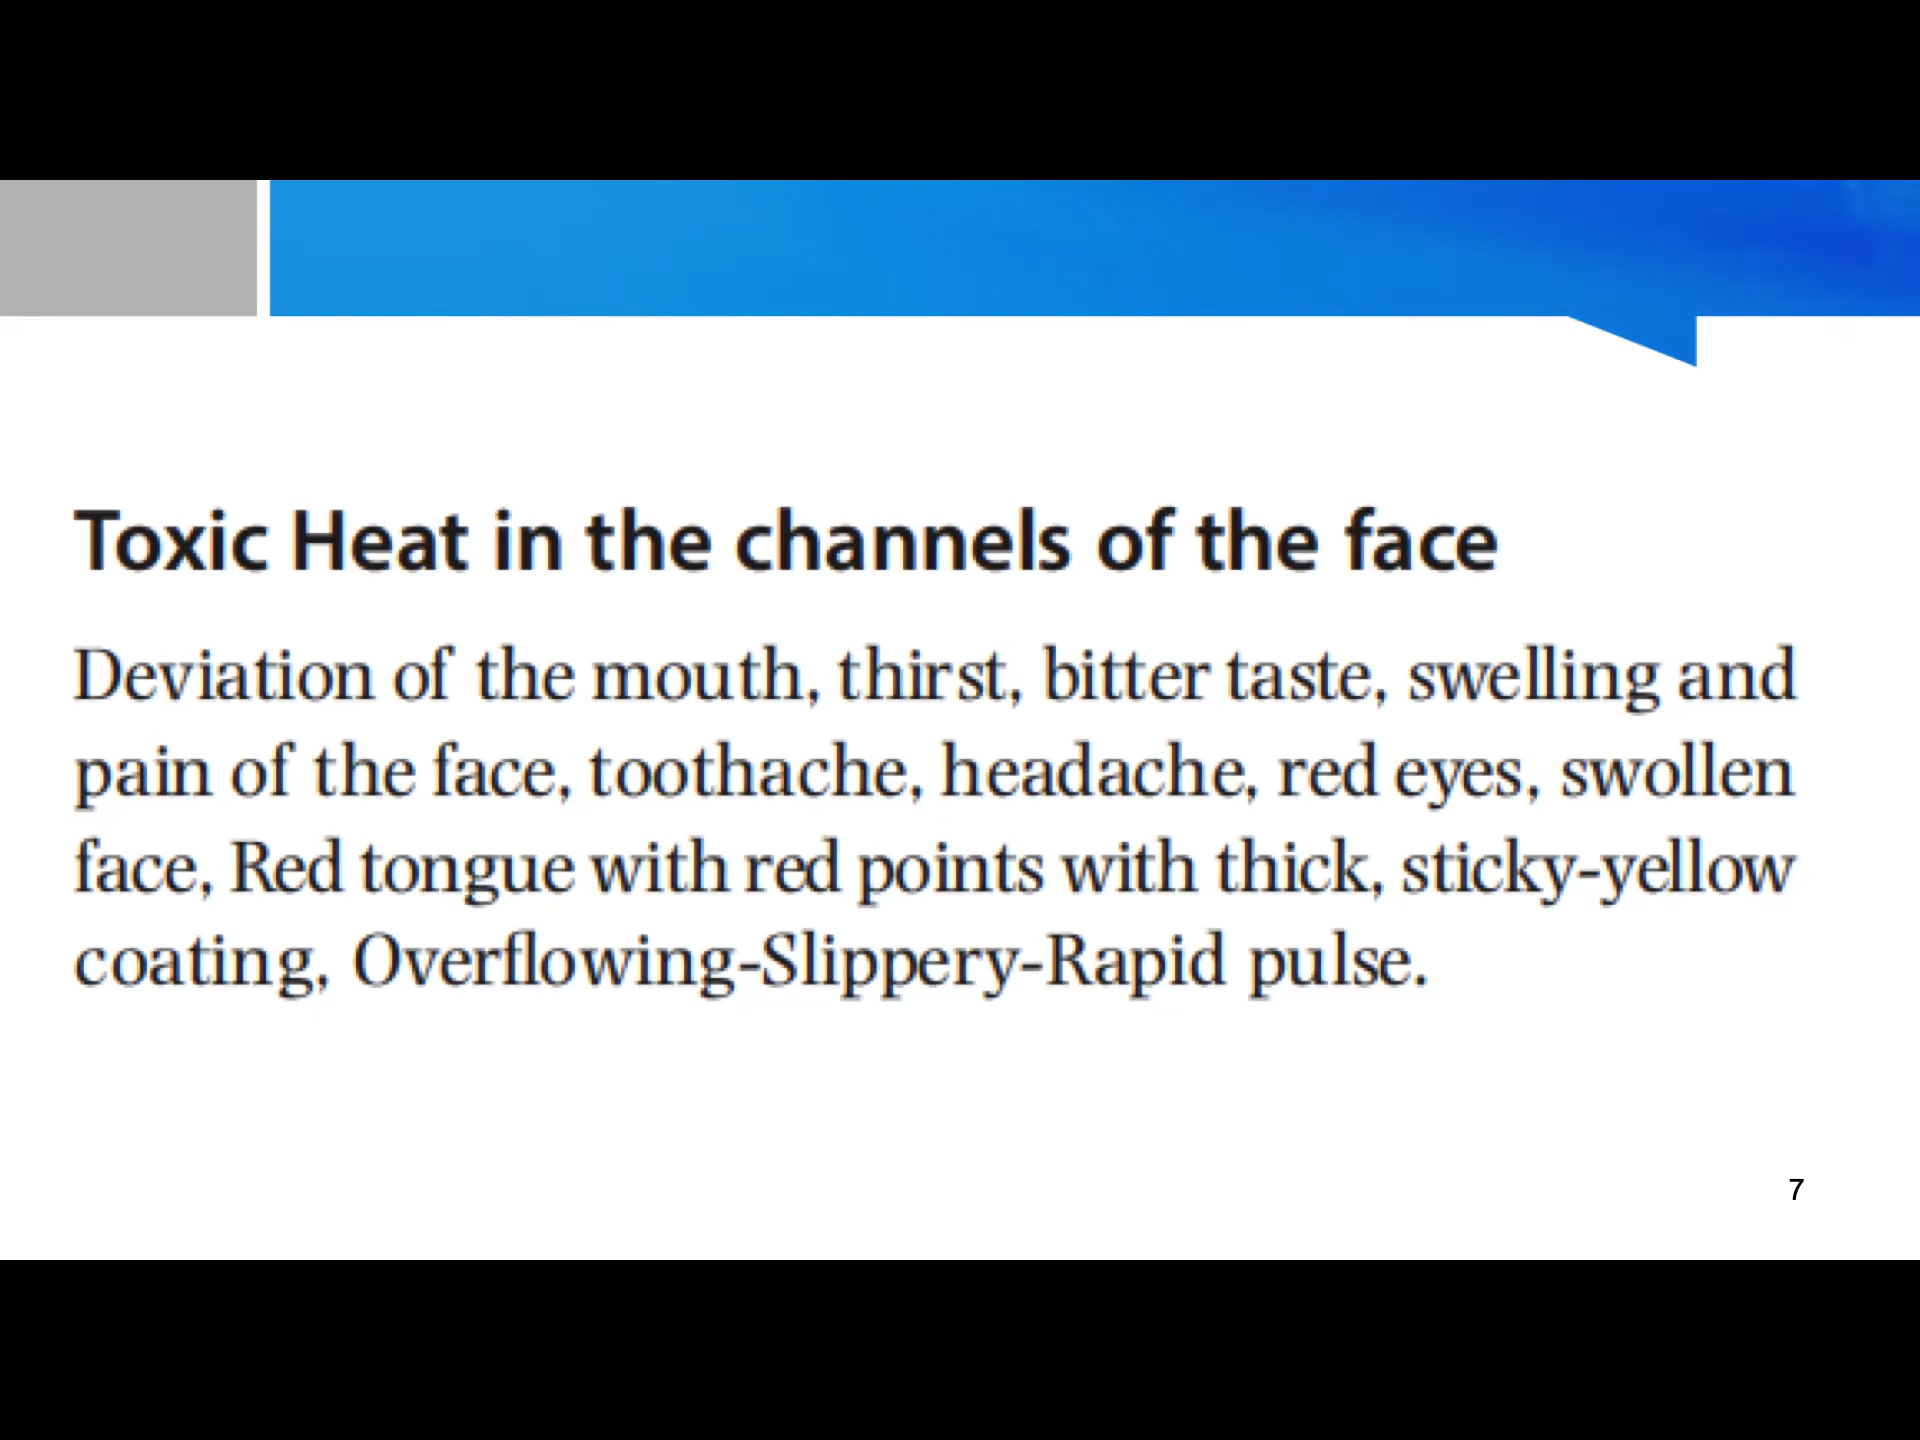 Toxic Heat in the channels of the face
Deviation of the mouth, thirst, bitter taste, swelling and
pain of the face, toothache, headache, red eyes, swollen
face, Red tongue with red points with thick, sticky-yellow
coating, Overflowing-Slippery-Rapid pulse.
7